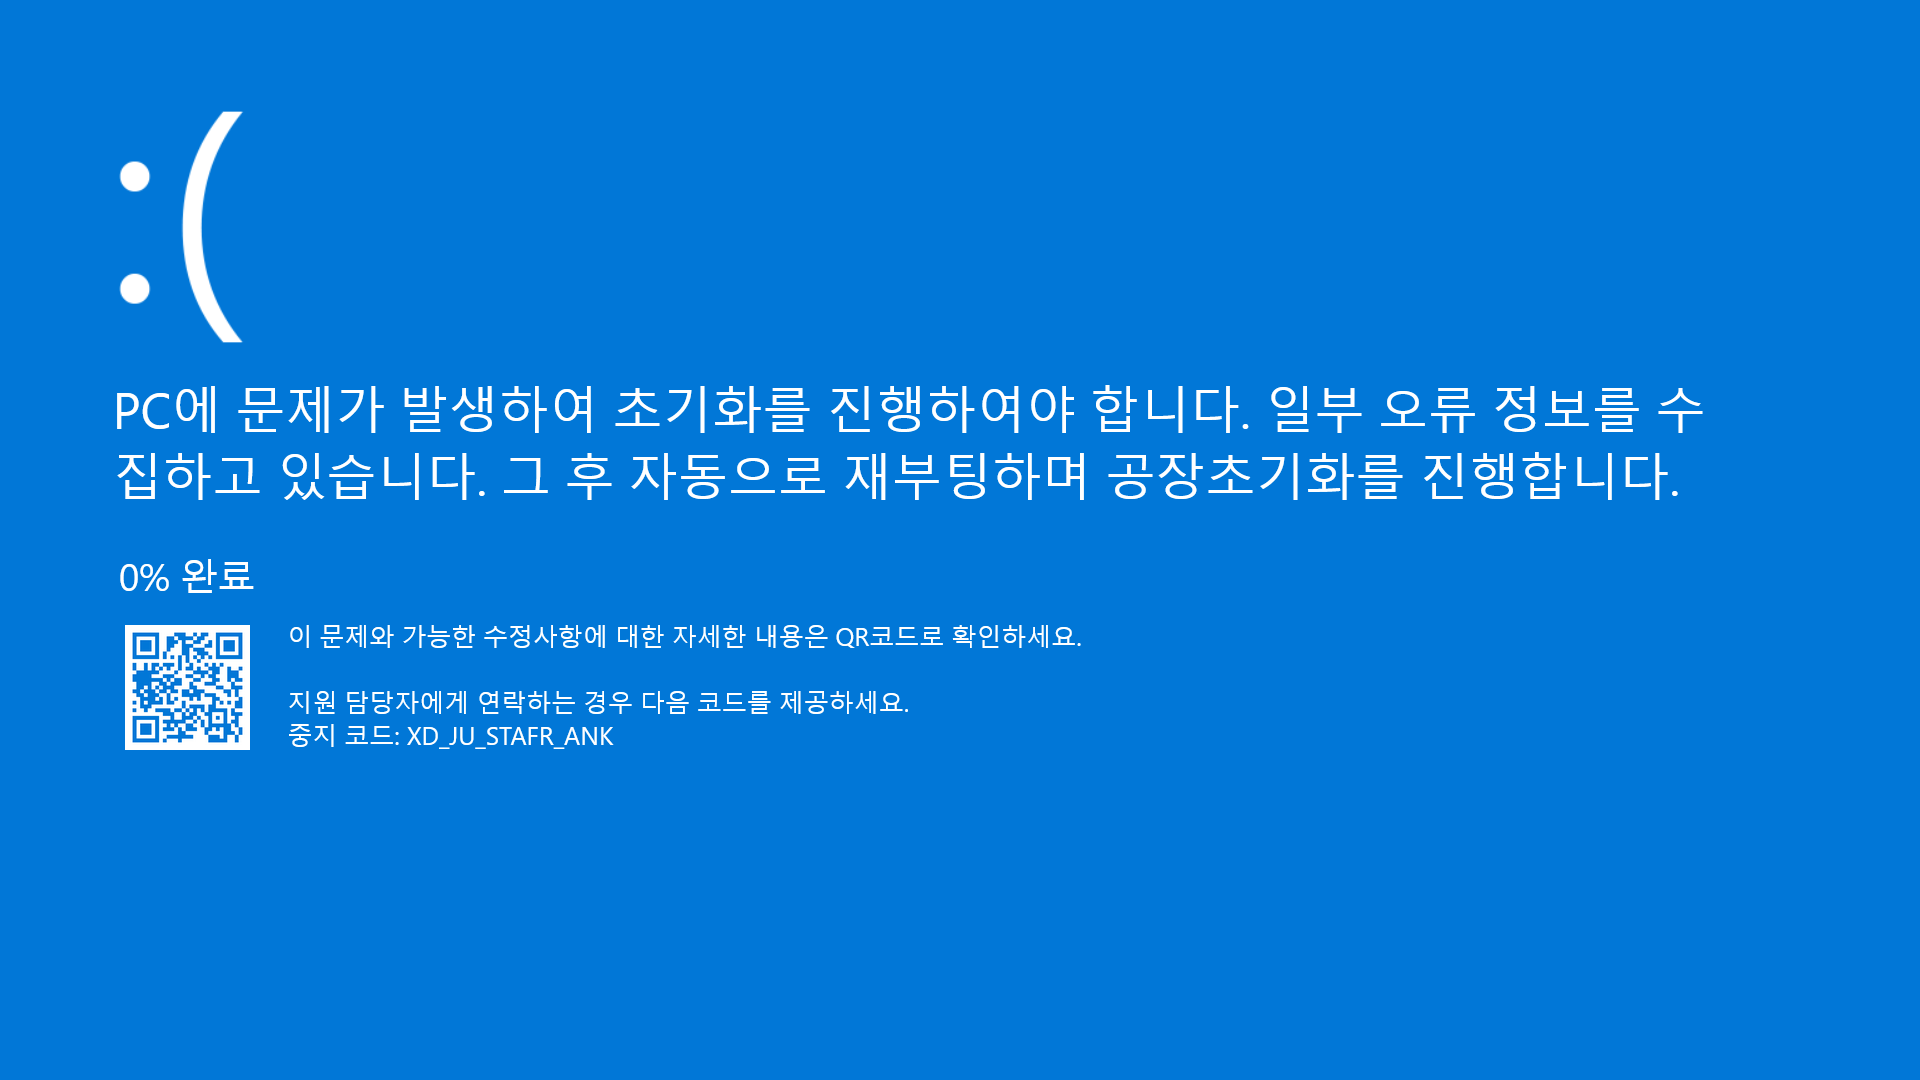 :(
PC에 문제가 발생하여 초기화를 진행하여야 합니다. 일부 오류 정보를 수
집하고 있습니다. 그 후 자동으로 재부팅하며 공장초기화를 진행합니다.
0% 완료
이 문제와 가능한 수정사항에 대한 자세한 내용은 QR코드로 확인하세요.
지원 담당자에게 연락하는 경우 다음 코드를 제공하세요.
중지 코드: XD_JU_STAFR_ANK